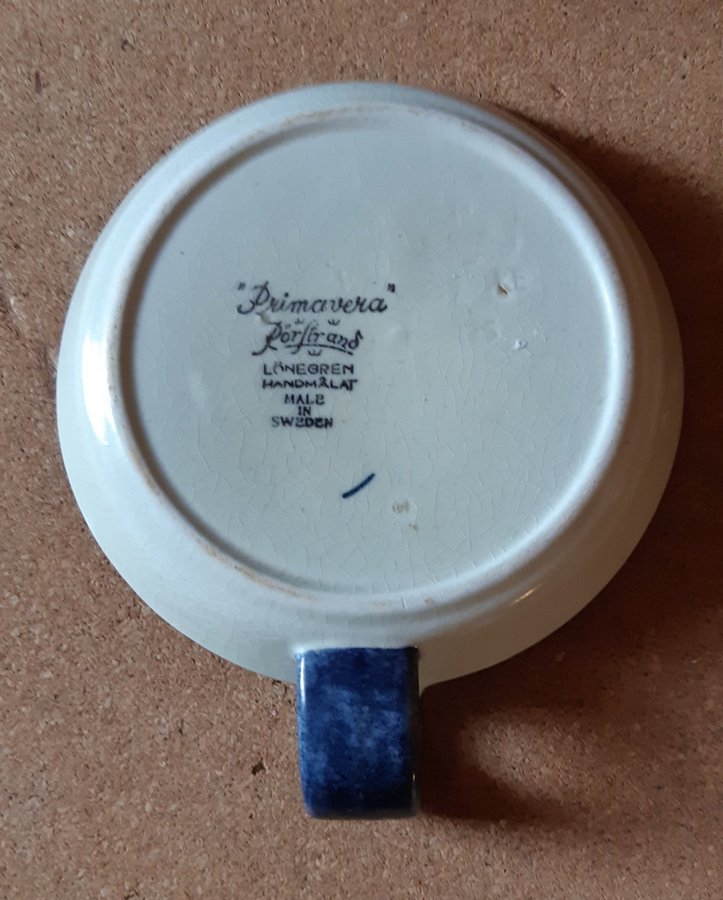 "Primavera"
Rörstrand
LÖNEGREN
HANDMÅLAT
MADE
IN
SWEDEN